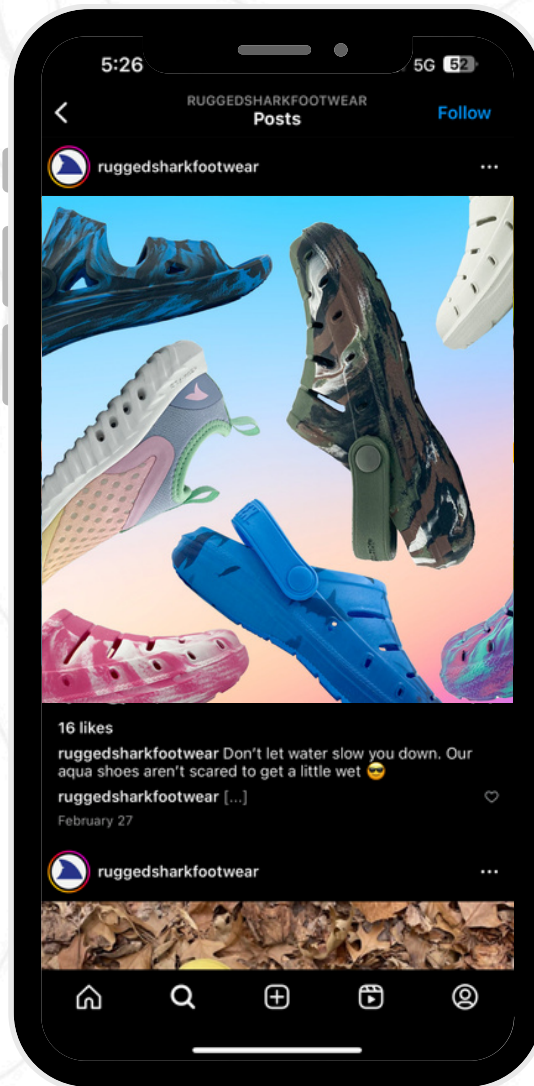 5:26
5G 52
RUGGEDSHARKFOOTWEAR
Posts
Follow
ruggedsharkfootwear
16 likes
ruggedsharkfootwear Don't let water slow you down. Our
aqua shoes aren't scared to get a little wet 😎
ruggedsharkfootwear [...]
February 27
ruggedsharkfootwear